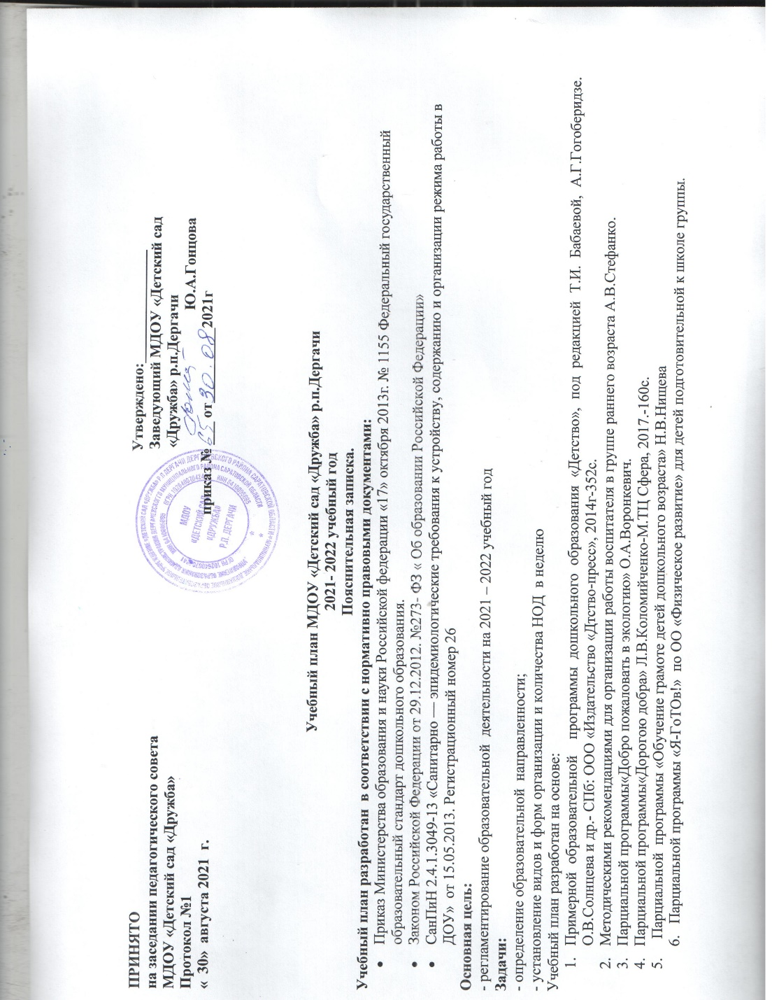 ПРИНЯТО
на заседании педагогического совета
МДОУ «Детский сад «Дружба»
Протокол №1
« 30» августа 2021 г.
Утверждено:____________
Заведующий МДОУ «Детский сад
«Дружба» р.п.Дергачи
Ю.А.Гонцова
приказ № 65 от 30.08 2021г
МДОУ
«ДЕТСКИЙ САД
«ДРУЖБА»
Р.П. ДЕРГАЧИ
Учебный план МДОУ «Детский сад «Дружба» р.п.Дергачи
2021- 2022 учебный год
Пояснительная записка.
Учебный план разработан в соответствии с нормативно правовыми документами:
• Приказ Министерства образования и науки Российской федерации «17» октября 2013г. № 1155 Федеральный государственный
образовательный стандарт дошкольного образования.
• Законом Российской Федерации от 29.12.2012. №273- ФЗ « Об образовании Российской Федерации»
• СанПиН 2.4.1.3049-13 «Санитарно — эпидемиологические требования к устройству, содержанию и организации режима работы в
ДОУ» от 15.05.2013. Регистрационный номер 26
Основная цель:
- регламентирование образовательной деятельности на 2021 – 2022 учебный год
Задачи:
- определение образовательной направленности;
- установление видов и форм организации и количества НОД в неделю
Учебный план разработан на основе:
1. Примерной образовательной программы дошкольного образования «Детство», под редакцией Т.И. Бабаевой, А.Г.Гогоберидзе.
О.В.Солнцева и др.- СПб: ООО «Издательство «Дтство-пресс», 2014г-352с.
2. Методическими рекомендациями для организации работы воспитателя в группе раннего возраста А.В.Стефанко.
3. Парциальной программы«Добро пожаловать в экологию» О.А.Воронкевич.
4. Парциальной программы«Дорогою добра» Л.В.Коломийченко-М.ТЦ Сфера, 2017.-160с.
5. Парциальной программы «Обучение грамоте детей дошкольного возраста» Н.В.Нищева
6. Парциальной программы «Я-ГоТОв!» по ОО «Физическое развитие» для детей подготовительной к школе группы.